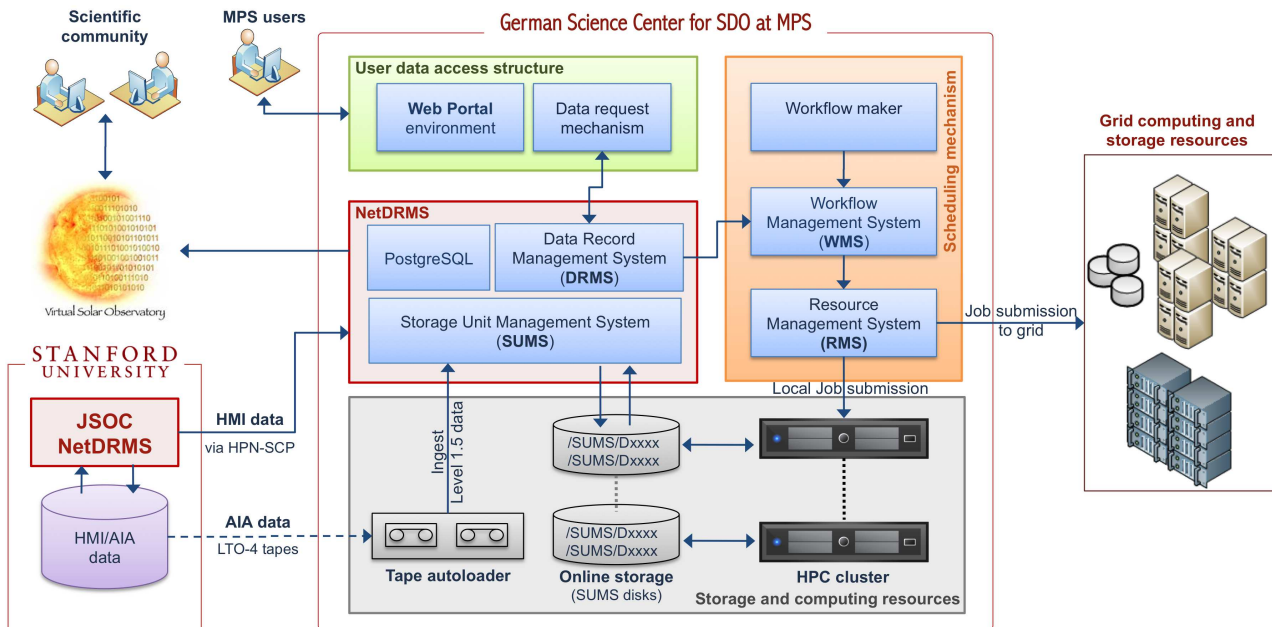 Scientific
community
MPS users
German Science Center for SDO at MPS
User data access structure
Web Portal
environment
Data request
mechanism
Workflow maker
Scheduling mechanism
Workflow
Management System
(WMS)
Resource
Management System
(RMS)
Grid computing and
storage resources
Job submission
to grid
NetDRMS
PostgreSQL
Data Record
Management System
(DRMS)
Storage Unit Management System
(SUMS)
Virtual Solar Observatory
STANFORD
UNIVERSITY
JSOC
NetDRMS
HMI data
via HPN-SCP
HMI/AIA
data
AIA data
LTO-4 tapes
Ingest
Level 1.5 data
Local Job submission
/SUMS/Dxxxx
/SUMS/Dxxxx
/SUMS/Dxxxx
/SUMS/Dxxxx
Tape autoloader
Online storage
(SUMS disks)
HPC cluster
Storage and computing resources